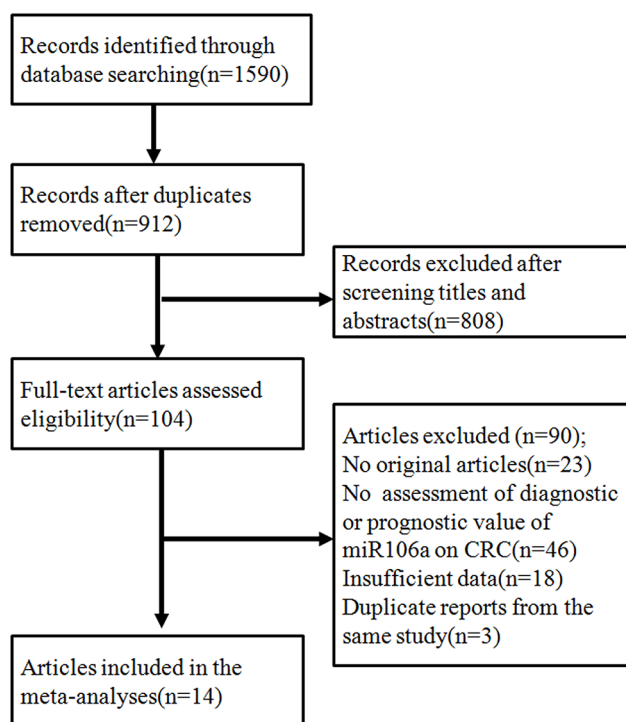 Records identified through
database searching(n=1590)
Records after duplicates
removed(n=912)
Records excluded after
screening titles and
abstracts(n=808)
Full-text articles assessed
eligibility(n=104)
Articles excluded (n=90);
No original articles(n=23)
No assessment of diagnostic
or prognostic value of
miR106a on CRC(n=46)
Insufficient data(n=18)
Duplicate reports from the
same study(n=3)
Articles included in the
meta-analyses(n=14)